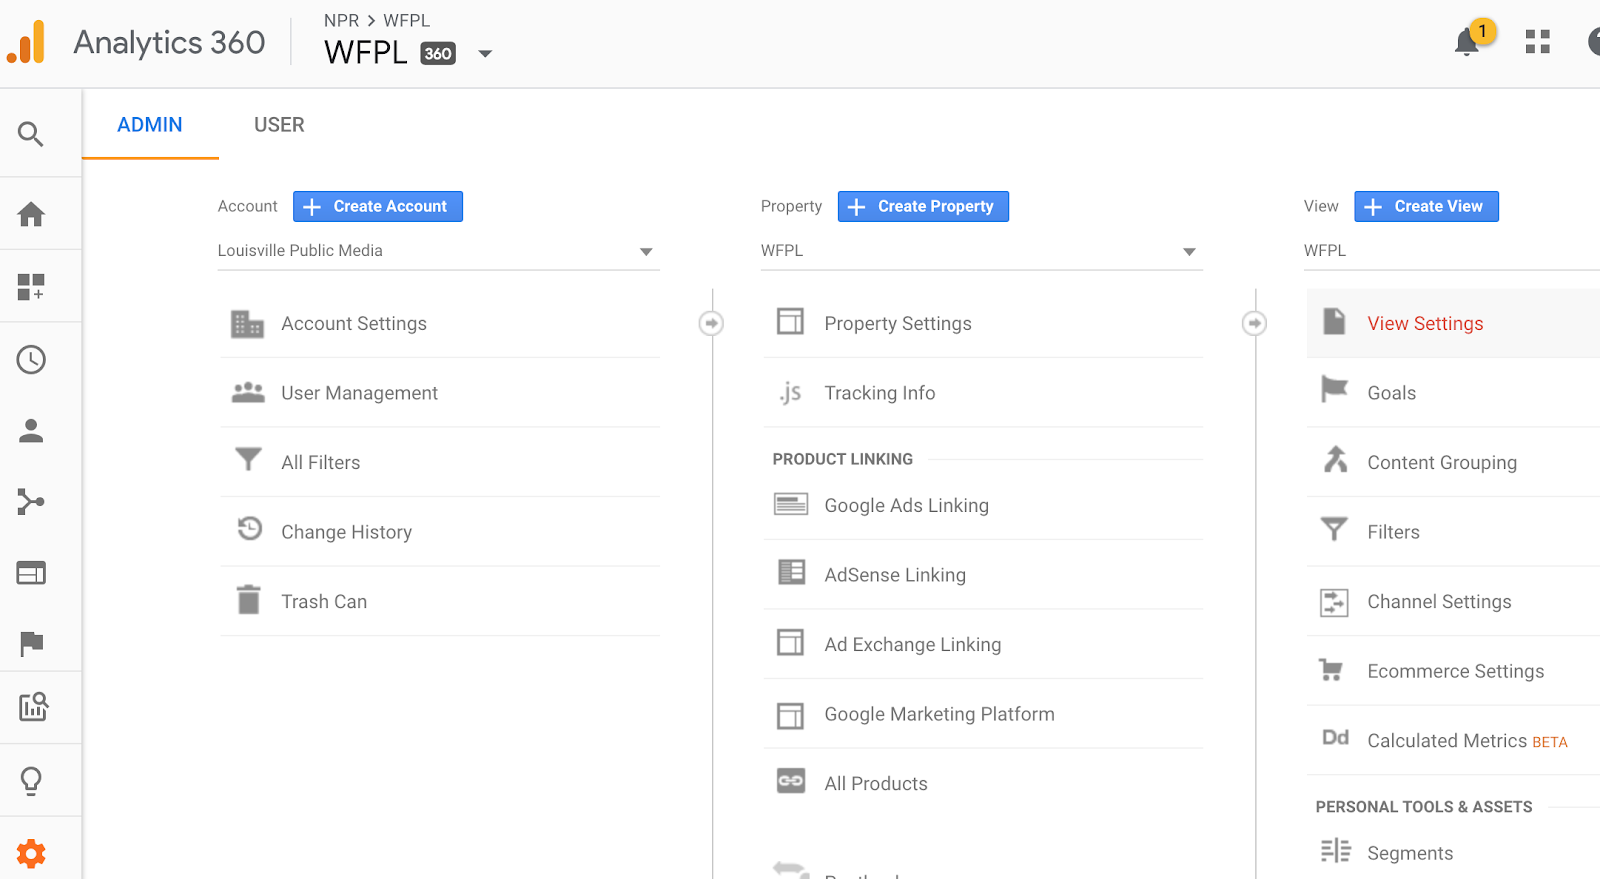 Analytics 360
NPR > WFPL
WFPL 360
1
ADMIN
USER
Account
Create Account
Louisville Public Media
Account Settings
User Management
All Filters
Change History
Trash Can
Property
Create Property
WFPL
Property Settings
.js Tracking Info
PRODUCT LINKING
Google Ads Linking
AdSense Linking
Ad Exchange Linking
Google Marketing Platform
All Products
View
Create View
WFPL
View Settings
Goals
Content Grouping
Filters
Channel Settings
Ecommerce Settings
Dd Calculated Metrics BETA
PERSONAL TOOLS & ASSETS
Segments